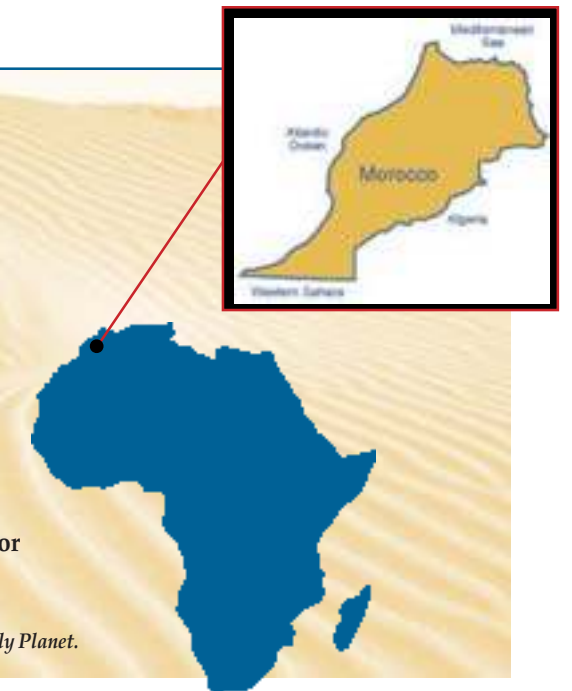 Mediterranean
Sea
Atlantic
Ocean
Morocco
Algeria
Western Sahara
or
ly Planet.